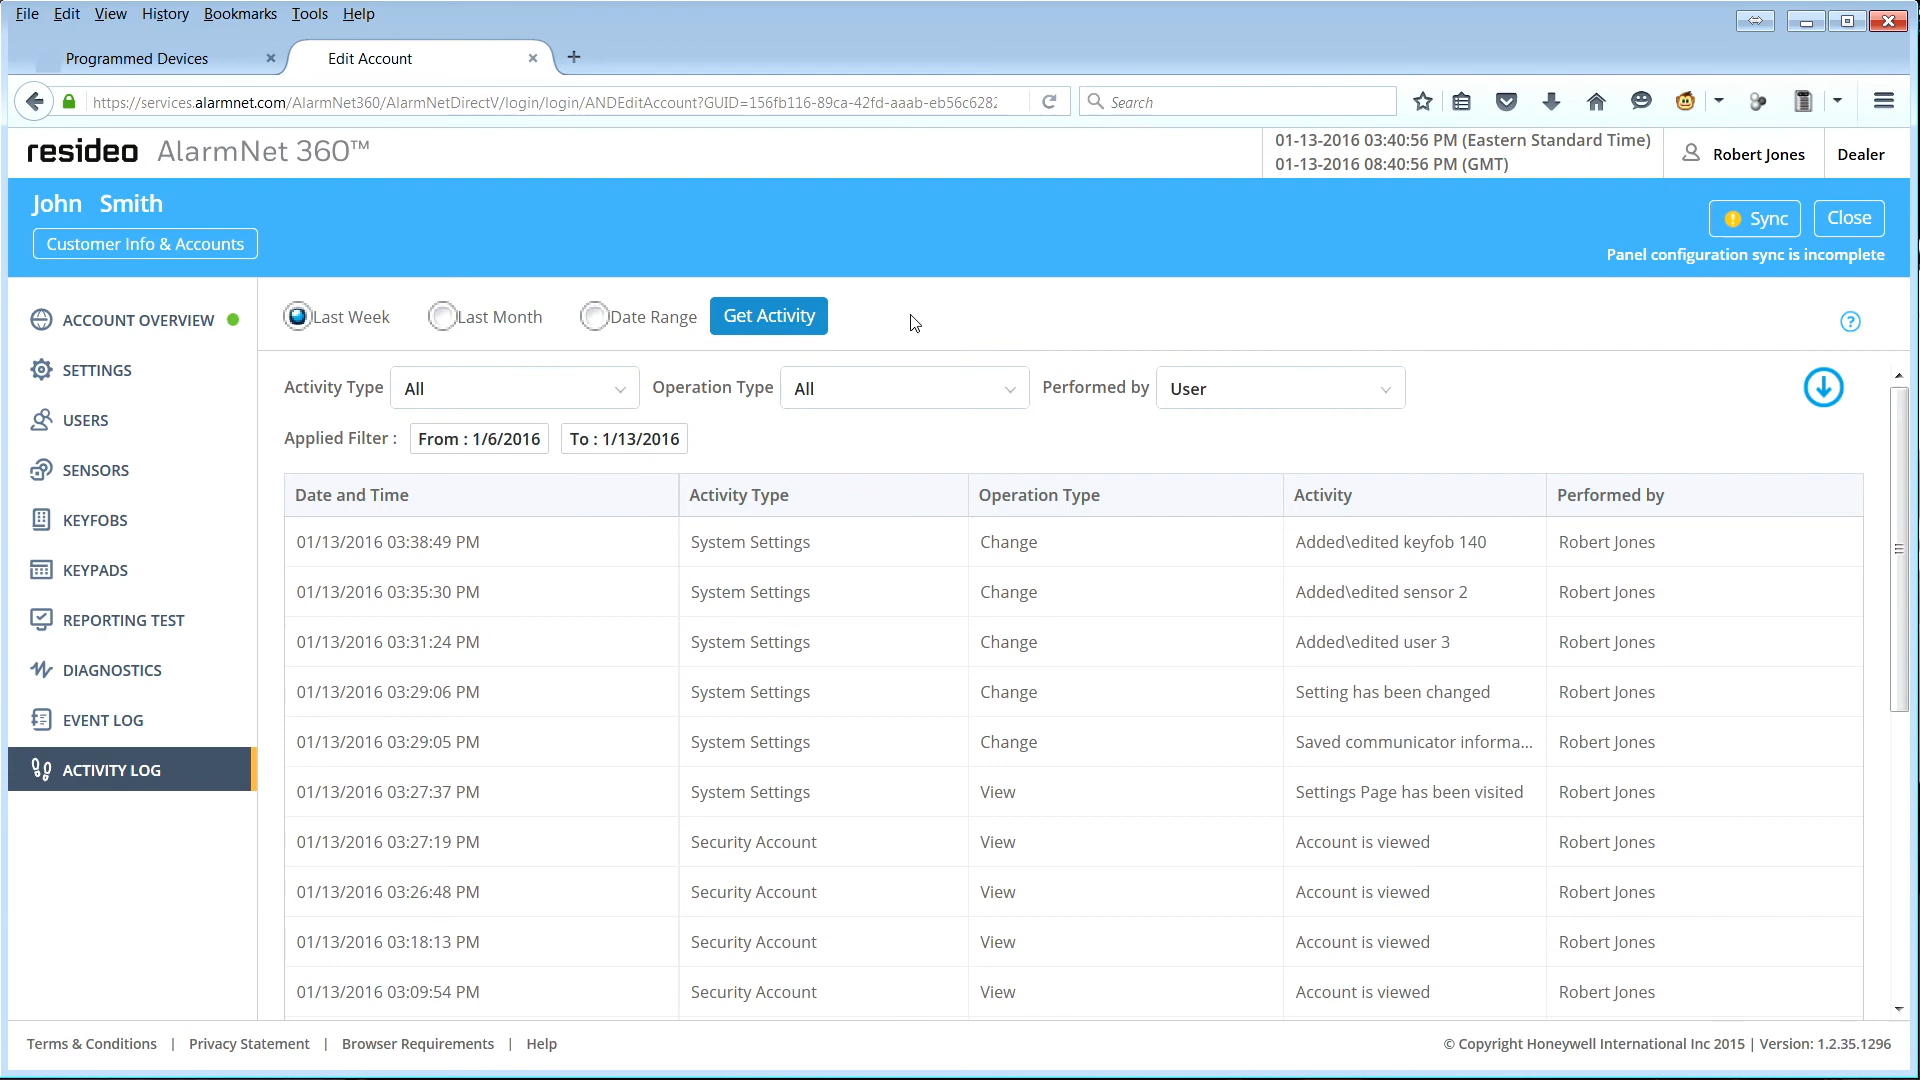 File Edit View History Bookmarks Tools Help
Programmed Devices
Edit Account
https://services.alarmnet.com/AlarmNet360/AlarmNetDirectV/login/login/ANDEditAccount?GUID=156fb116-89ca-42fd-aaab-eb56c6282
Search
resideo AlarmNet 360™
01-13-2016 03:40:56 PM (Eastern Standard Time)
01-13-2016 08:40:56 PM (GMT)
Robert Jones
Dealer
John Smith
Customer Info & Accounts
Sync
Close
Panel configuration sync is incomplete
ACCOUNT OVERVIEW
SETTINGS
USERS
SENSORS
KEYFOBS
KEYPADS
REPORTING TEST
DIAGNOSTICS
EVENT LOG
ACTIVITY LOG
Last Week Last Month Date Range Get Activity
?
Activity Type All Operation Type All Performed by User
Applied Filter : From : 1/6/2016 To : 1/13/2016
Date and Time Activity Type Operation Type Activity Performed by
01/13/2016 03:38:49 PM System Settings Change Added\edited keyfob 140 Robert Jones
01/13/2016 03:35:30 PM System Settings Change Added\edited sensor 2 Robert Jones
01/13/2016 03:31:24 PM System Settings Change Added\edited user 3 Robert Jones
01/13/2016 03:29:06 PM System Settings Change Setting has been changed Robert Jones
01/13/2016 03:29:05 PM System Settings Change Saved communicator informa... Robert Jones
01/13/2016 03:27:37 PM System Settings View Settings Page has been visited Robert Jones
01/13/2016 03:27:19 PM Security Account View Account is viewed Robert Jones
01/13/2016 03:26:48 PM Security Account View Account is viewed Robert Jones
01/13/2016 03:18:13 PM Security Account View Account is viewed Robert Jones
01/13/2016 03:09:54 PM Security Account View Account is viewed Robert Jones
Terms & Conditions | Privacy Statement | Browser Requirements | Help
© Copyright Honeywell International Inc 2015 | Version: 1.2.35.1296